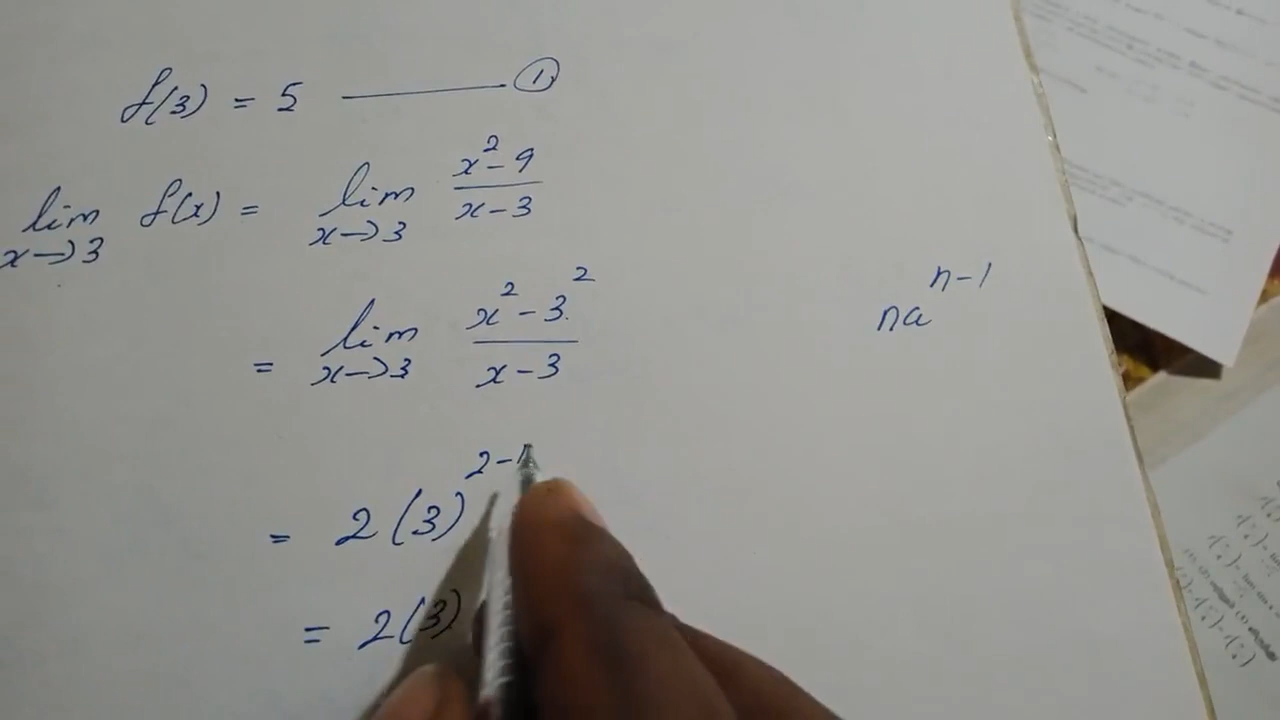 f(3) = 5 ——— ①
lim x→3 f(x) = lim x→3 x² - 9 / x - 3
= lim x→3 x² - 3² / x - 3
na^(n-1)
= 2(3)^(2-1)
= 2(3)